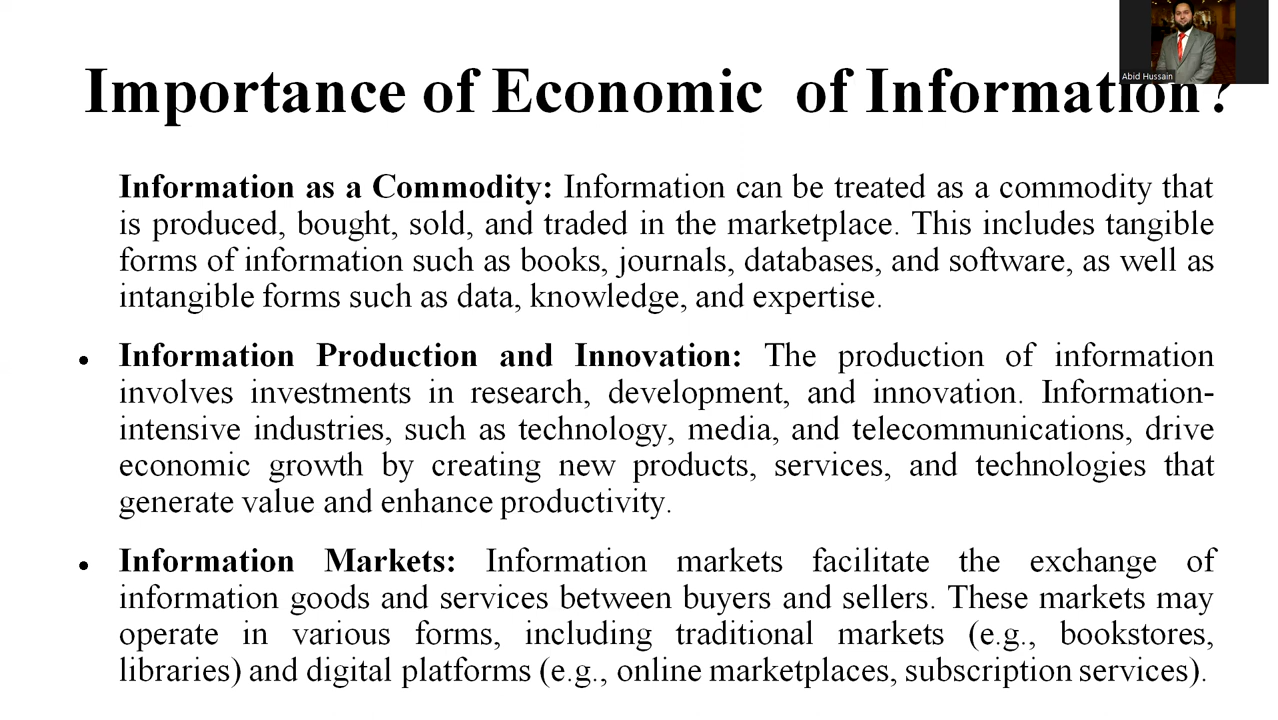 Abid Hussain
Importance of Economic of Information?
Information as a Commodity: Information can be treated as a commodity that
is produced, bought, sold, and traded in the marketplace. This includes tangible
forms of information such as books, journals, databases, and software, as well as
intangible forms such as data, knowledge, and expertise.
• Information Production and Innovation: The production of information
involves investments in research, development, and innovation. Information-
intensive industries, such as technology, media, and telecommunications, drive
economic growth by creating new products, services, and technologies that
generate value and enhance productivity.
• Information Markets: Information markets facilitate the exchange of
information goods and services between buyers and sellers. These markets may
operate in various forms, including traditional markets (e.g., bookstores,
libraries) and digital platforms (e.g., online marketplaces, subscription services).